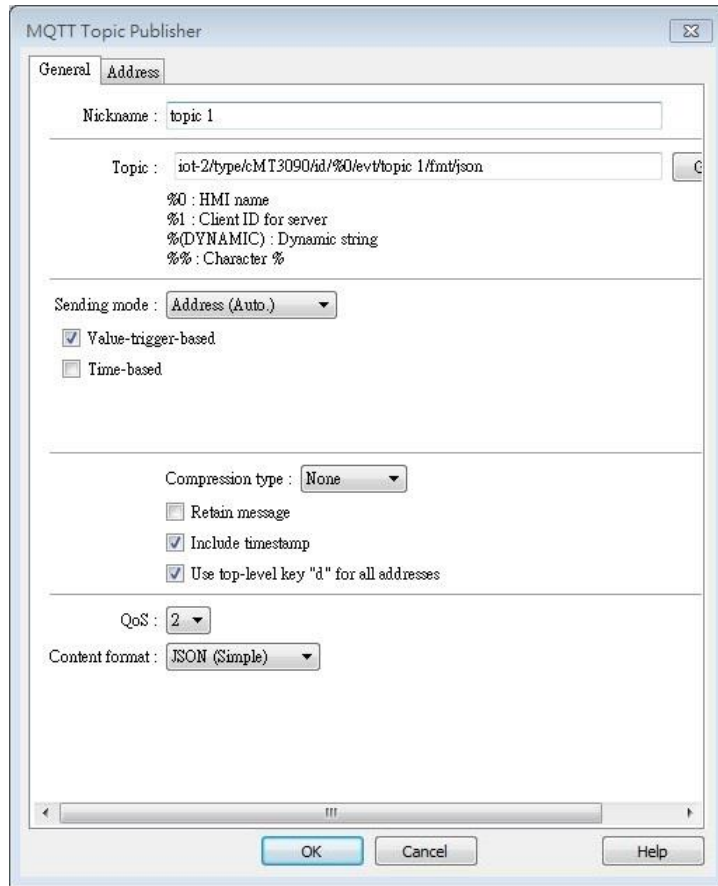 MQTT Topic Publisher
General Address
Nickname : topic 1
Topic : iot-2/type/cMT3090/id/%0/evt/topic 1/fmt/json
%0 : HMI name
%1 : Client ID for server
%(DYNAMIC) : Dynamic string
%% : Character %
Sending mode : Address (Auto.)
Value-trigger-based
Time-based
Compression type : None
Retain message
Include timestamp
Use top-level key "d" for all addresses
QoS : 2
Content format : JSON (Simple)
OK Cancel Help